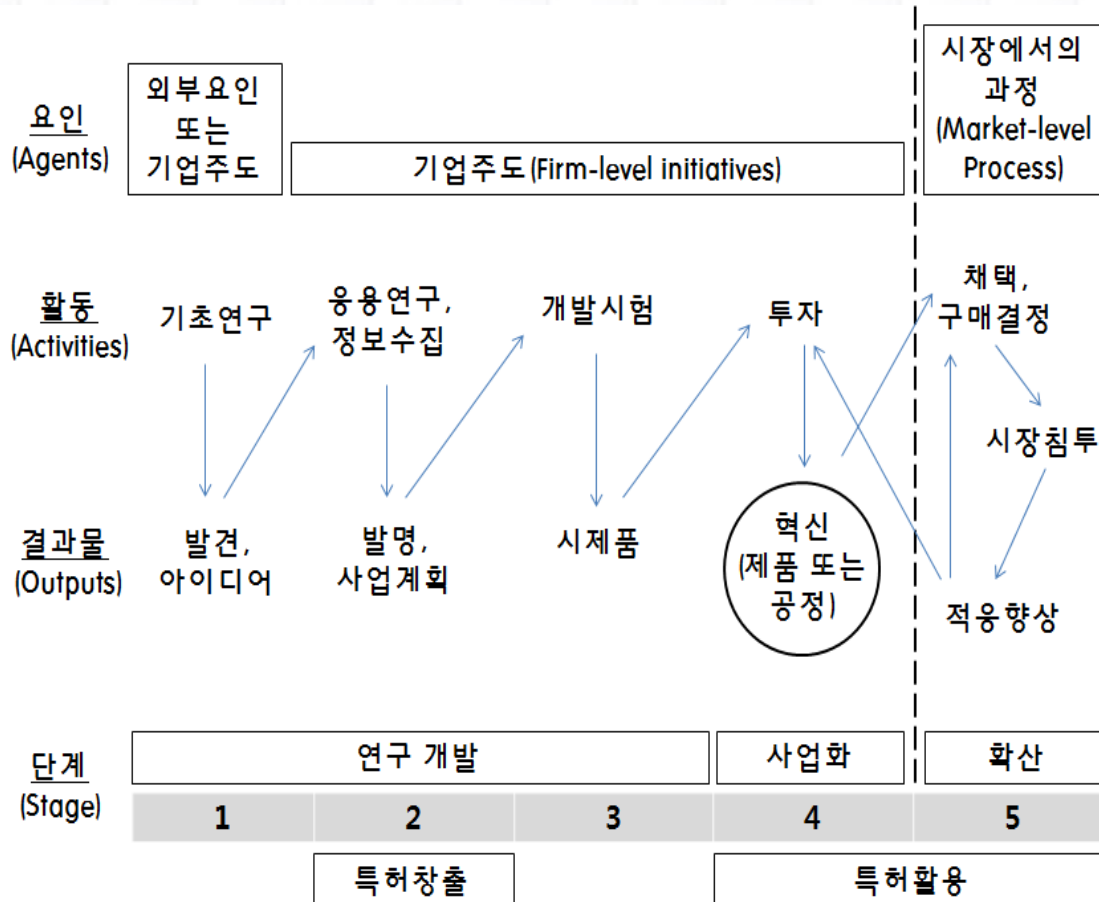 요인
(Agents)
외부요인
또는
기업주도
기업주도(Firm-level initiatives)
시장에서의
과정
(Market-level
Process)
활동
(Activities)
기초연구
응용연구,
정보수집
개발시험
투자
채택,
구매결정
시장침투
결과물
(Outputs)
발견,
아이디어
발명,
사업계획
시제품
혁신
(제품 또는
공정)
적응향상
단계
(Stage)
연구 개발
사업화
확산
1
2
3
4
5
특허창출
특허활용